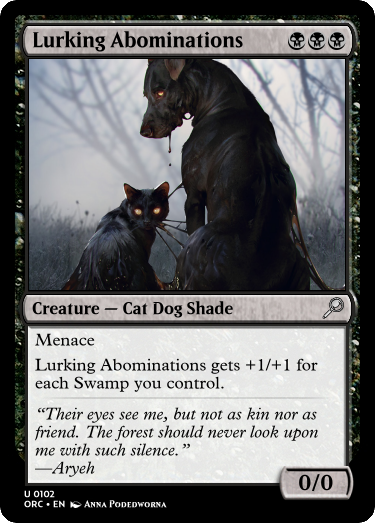 Lurking Abominations
Creature — Cat Dog Shade
Menace
Lurking Abominations gets +1/+1 for
each Swamp you control.
“Their eyes see me, but not as kin nor as
friend. The forest should never look upon
me with such silence.”
—Aryeh
0/0
U 0102
ORC • EN Anna Podedworna